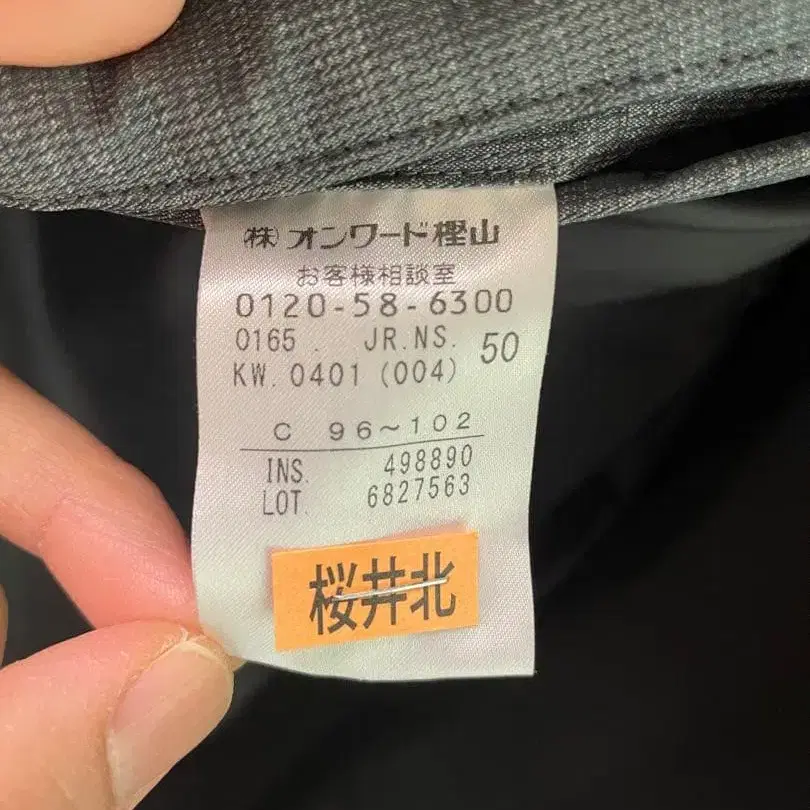 ㈱オンワード樫山
お客様相談室
0120-58-6300
0165. JR.NS. 50
KW. 0401 (004)
C 96~102
INS. 498890
LOT. 6827563
桜井北